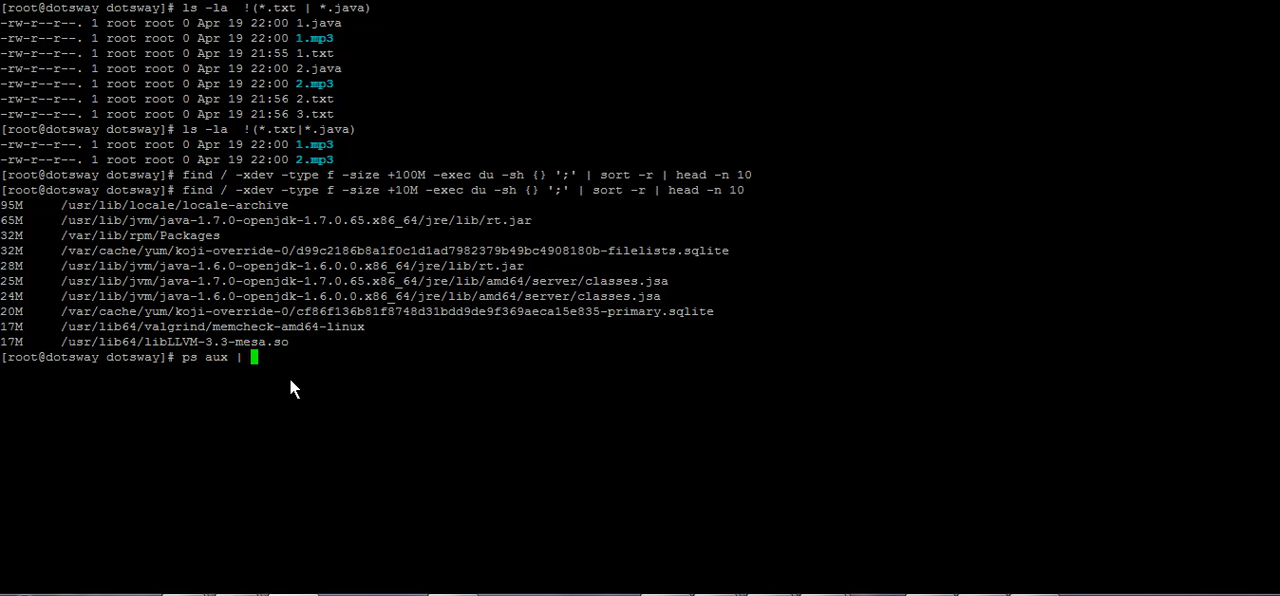 [root@dotsway dotsway]# ls -la  !(*.txt | *.java)
-rw-r--r--. 1 root root 0 Apr 19 22:00 1.java
-rw-r--r--. 1 root root 0 Apr 19 22:00 1.mp3
-rw-r--r--. 1 root root 0 Apr 19 21:55 1.txt
-rw-r--r--. 1 root root 0 Apr 19 22:00 2.java
-rw-r--r--. 1 root root 0 Apr 19 22:00 2.mp3
-rw-r--r--. 1 root root 0 Apr 19 21:56 2.txt
-rw-r--r--. 1 root root 0 Apr 19 21:56 3.txt
[root@dotsway dotsway]# ls -la  !(*.txt|*.java)
-rw-r--r--. 1 root root 0 Apr 19 22:00 1.mp3
-rw-r--r--. 1 root root 0 Apr 19 22:00 2.mp3
[root@dotsway dotsway]# find / -xdev -type f -size +100M -exec du -sh {} ';' | sort -r | head -n 10
[root@dotsway dotsway]# find / -xdev -type f -size +10M -exec du -sh {} ';' | sort -r | head -n 10
95M     /usr/lib/locale/locale-archive
65M     /usr/lib/jvm/java-1.7.0-openjdk-1.7.0.65.x86_64/jre/lib/rt.jar
32M     /var/lib/rpm/Packages
32M     /var/cache/yum/koji-override-0/d99c2186b8a1f0c1d1ad7982379b49bc4908180b-filelists.sqlite
28M     /usr/lib/jvm/java-1.6.0-openjdk-1.6.0.0.x86_64/jre/lib/rt.jar
25M     /usr/lib/jvm/java-1.7.0-openjdk-1.7.0.65.x86_64/jre/lib/amd64/server/classes.jsa
24M     /usr/lib/jvm/java-1.6.0-openjdk-1.6.0.0.x86_64/jre/lib/amd64/server/classes.jsa
20M     /var/cache/yum/koji-override-0/cf86f136b81f8748d31bdd9de9f369aeca15e835-primary.sqlite
17M     /usr/lib64/valgrind/memcheck-amd64-linux
17M     /usr/lib64/libLLVM-3.3-mesa.so
[root@dotsway dotsway]# ps aux |